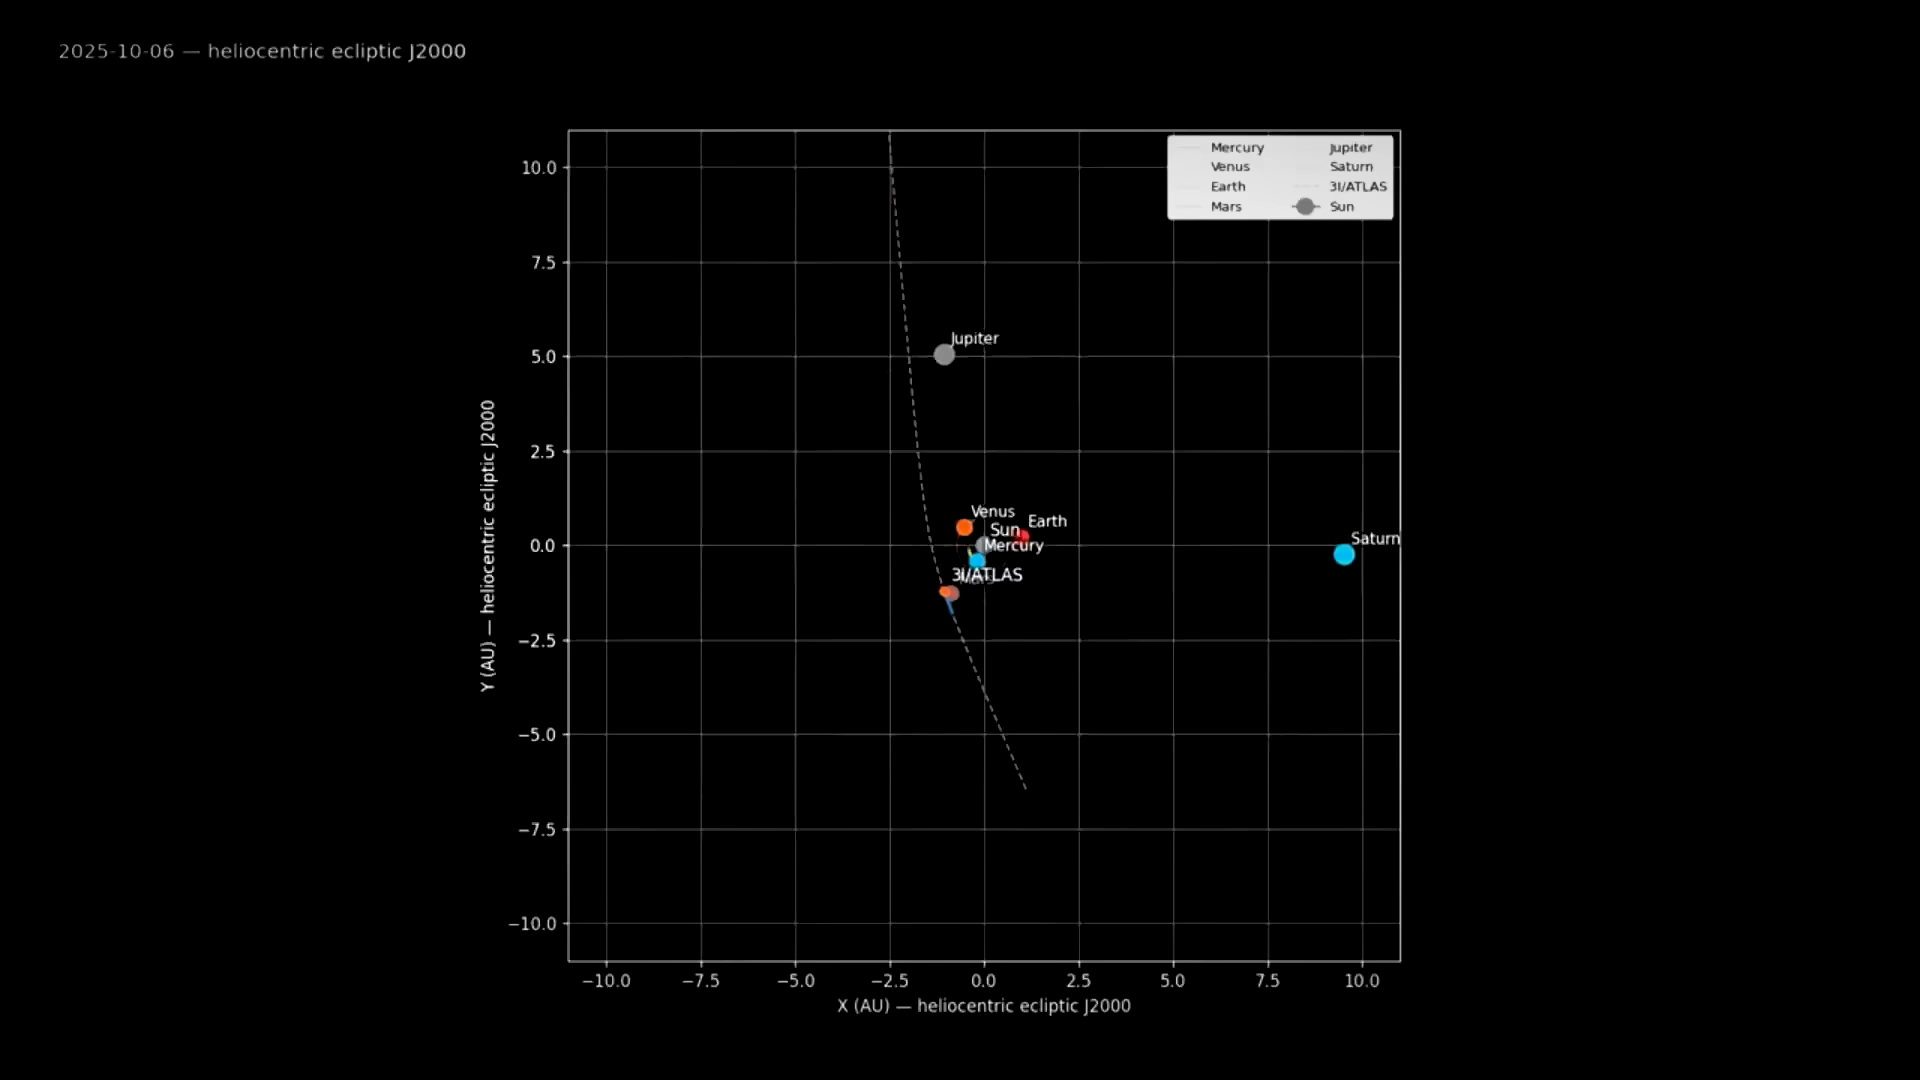 2025-10-06 — heliocentric ecliptic J2000
Mercury
Venus
Earth
Mars
Jupiter
Saturn
3I/ATLAS
Sun
10.0
7.5
5.0
2.5
0.0
−2.5
−5.0
−7.5
−10.0
Y (AU) — heliocentric ecliptic J2000
Jupiter
Venus
Earth
Sun
Mercury
Saturn
3I/ATLAS
Mars
−10.0
−7.5
−5.0
−2.5
0.0
2.5
5.0
7.5
10.0
X (AU) — heliocentric ecliptic J2000